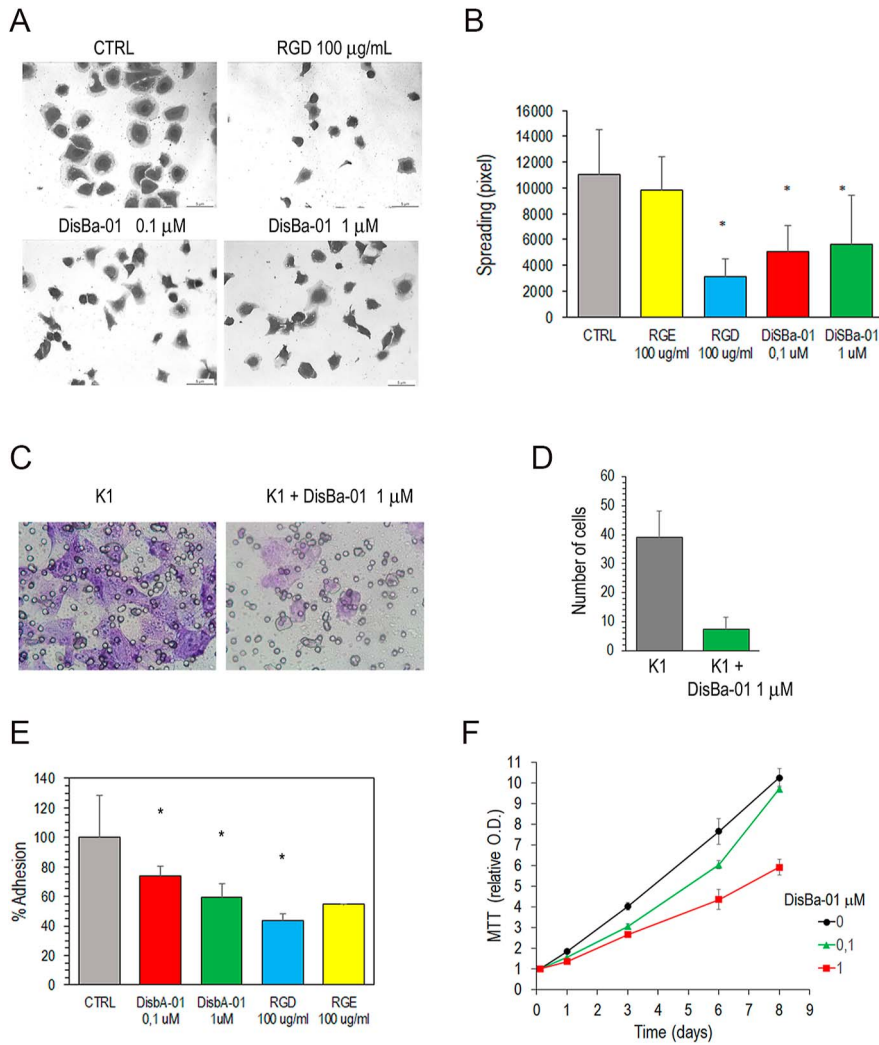 A
CTRL
RGD 100 µg/mL
DisBa-01 0.1 µM
DisBa-01 1 µM
B
Spreading (pixel)
16000
14000
12000
10000
8000
6000
4000
2000
0
*
*
*
CTRL
RGE
100 ug/ml
RGD
100 ug/ml
DiSBa-01
0,1 uM
DiSBa-01
1 uM
C
K1
K1 + DisBa-01 1 µM
D
Number of cells
60
50
40
30
20
10
0
K1
K1 +
DisBa-01 1 µM
E
% Adhesion
140
120
100
80
60
40
20
0
*
*
*
CTRL
DisbA-01
0,1 uM
DisbA-01
1uM
RGD
100 ug/ml
RGE
100 ug/ml
F
MTT (relative O.D.)
11
10
9
8
7
6
5
4
3
2
1
0
0 1 2 3 4 5 6 7 8 9
Time (days)
DisBa-01 µM
0
0,1
1